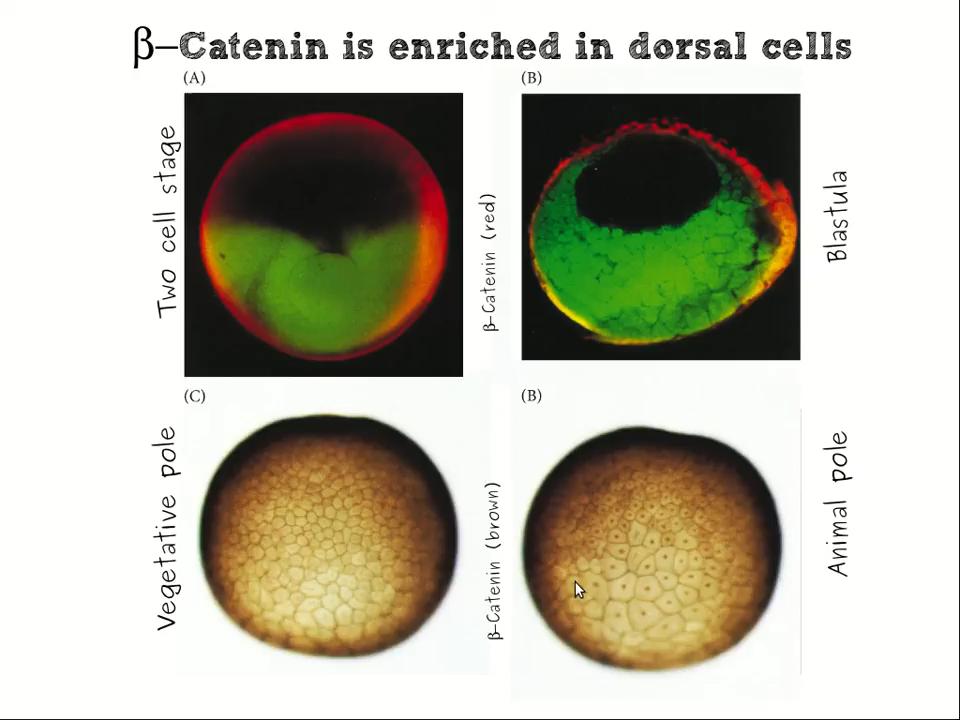 β–Catenin is enriched in dorsal cells
(A)
(B)
Two cell stage
β-Catenin (red)
Blastula
(C)
(B)
Vegetative pole
β-Catenin (brown)
Animal pole